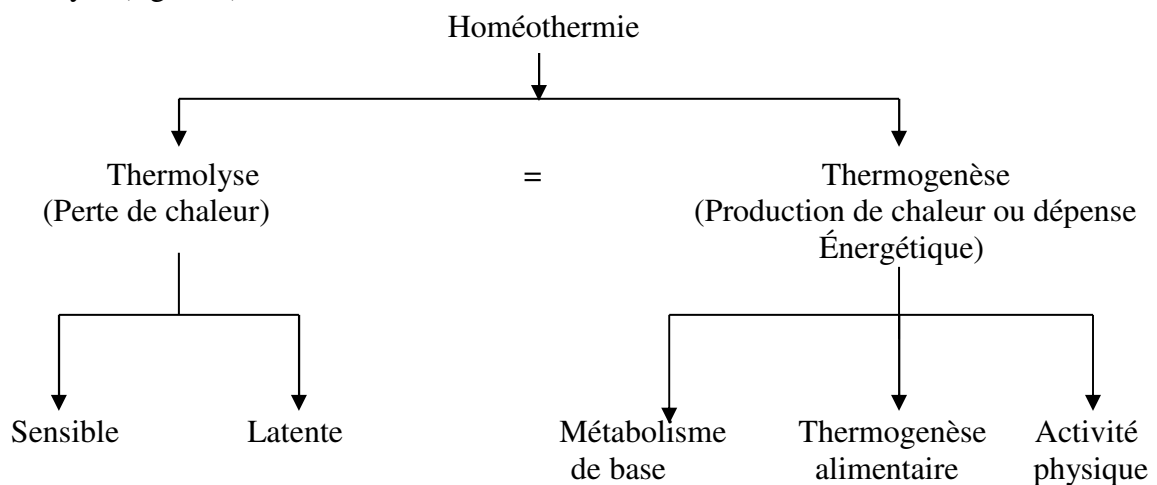 Homéothermie
Thermolyse = Thermogenèse
(Perte de chaleur) (Production de chaleur ou dépense
Énergétique)
Sensible Latente Métabolisme Thermogenèse Activité
de base alimentaire physique